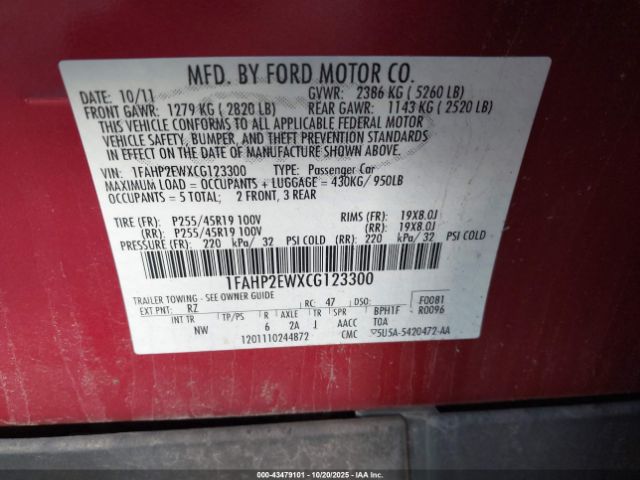 MFD. BY FORD MOTOR CO.
DATE: 10/11 GVWR: 2386 KG ( 5260 LB)
FRONT GAWR: 1279 KG ( 2820 LB) REAR GAWR: 1143 KG ( 2520 LB)
THIS VEHICLE CONFORMS TO ALL APPLICABLE FEDERAL MOTOR
VEHICLE SAFETY, BUMPER, AND THEFT PREVENTION STANDARDS
IN EFFECT ON THE DATE OF MANUFACTURE SHOWN ABOVE.
VIN: 1FAHP2EWXCG123300 TYPE: Passenger Car
MAXIMUM LOAD = OCCUPANTS + LUGGAGE = 430KG/ 950LB
OCCUPANTS = 5 TOTAL; 2 FRONT, 3 REAR
TIRE (FR): P255/45R19 100V RIMS (FR): 19X8.0J
(RR): P255/45R19 100V (RR): 19X8.0J
PRESSURE (FR): 220 kPa/ 32 PSI COLD (RR): 220 kPa/ 32 PSI COLD
1FAHP2EWXCG123300
TRAILER TOWING - SEE OWNER GUIDE
EXT PNT: RZ RC: 47 DSO: F0081
INT TR TP/PS R AXLE TR SPR BPH1F R0096
NW 6 2A J AACC TOA
1201110244872 CMC 5U5A-5420472-AA
000-43479101 - 10/20/2025 - IAAI.CA